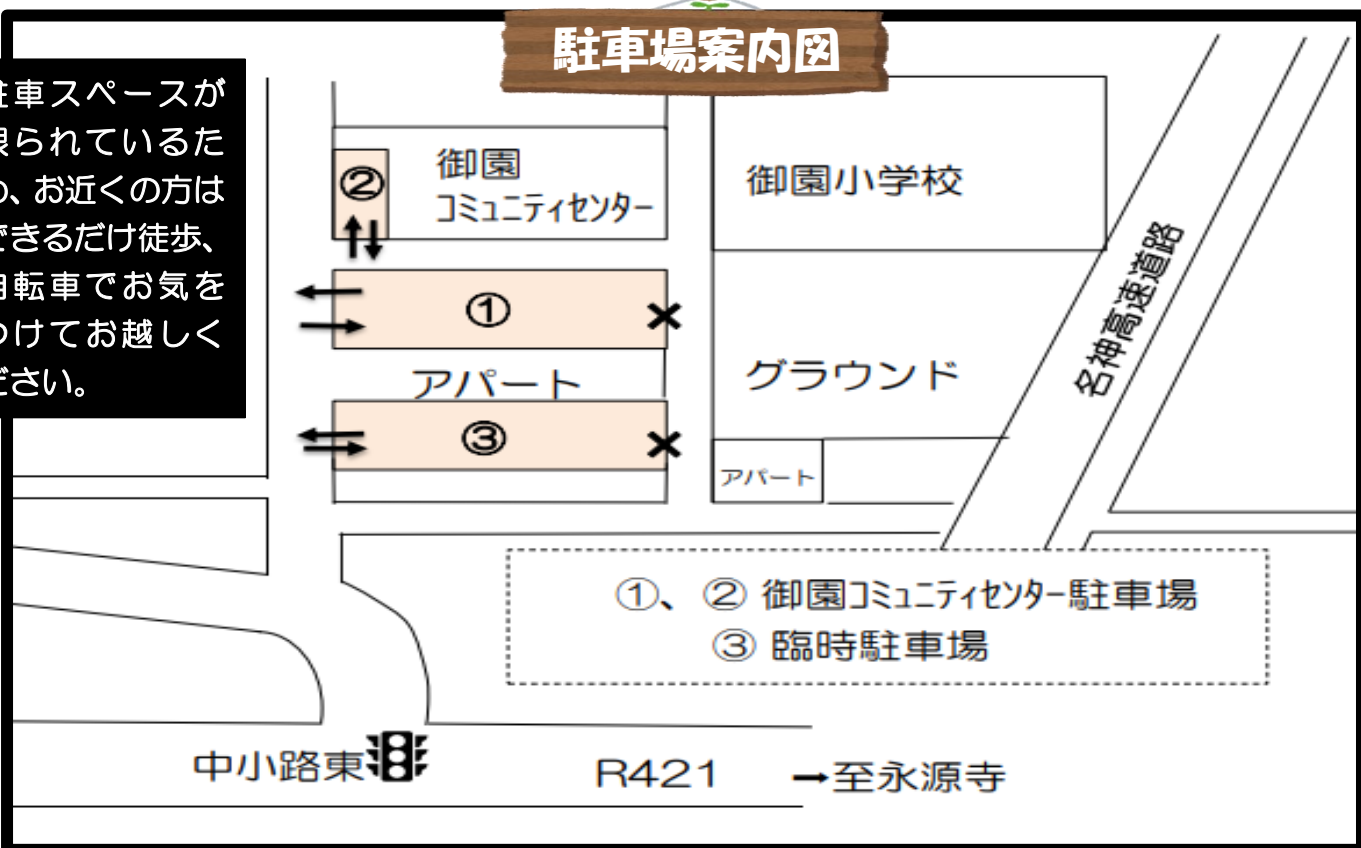 駐車場案内図
駐車スペースが
限られているた
め、お近くの方は
できるだけ徒歩、
自転車でお気を
つけてお越しく
ださい。
②
御園
コミュニティセンター
御園小学校
①
×
アパート
グラウンド
名神高速道路
③
×
アパート
①、② 御園コミュニティセンター駐車場
③ 臨時駐車場
中小路東
R421 →至永源寺